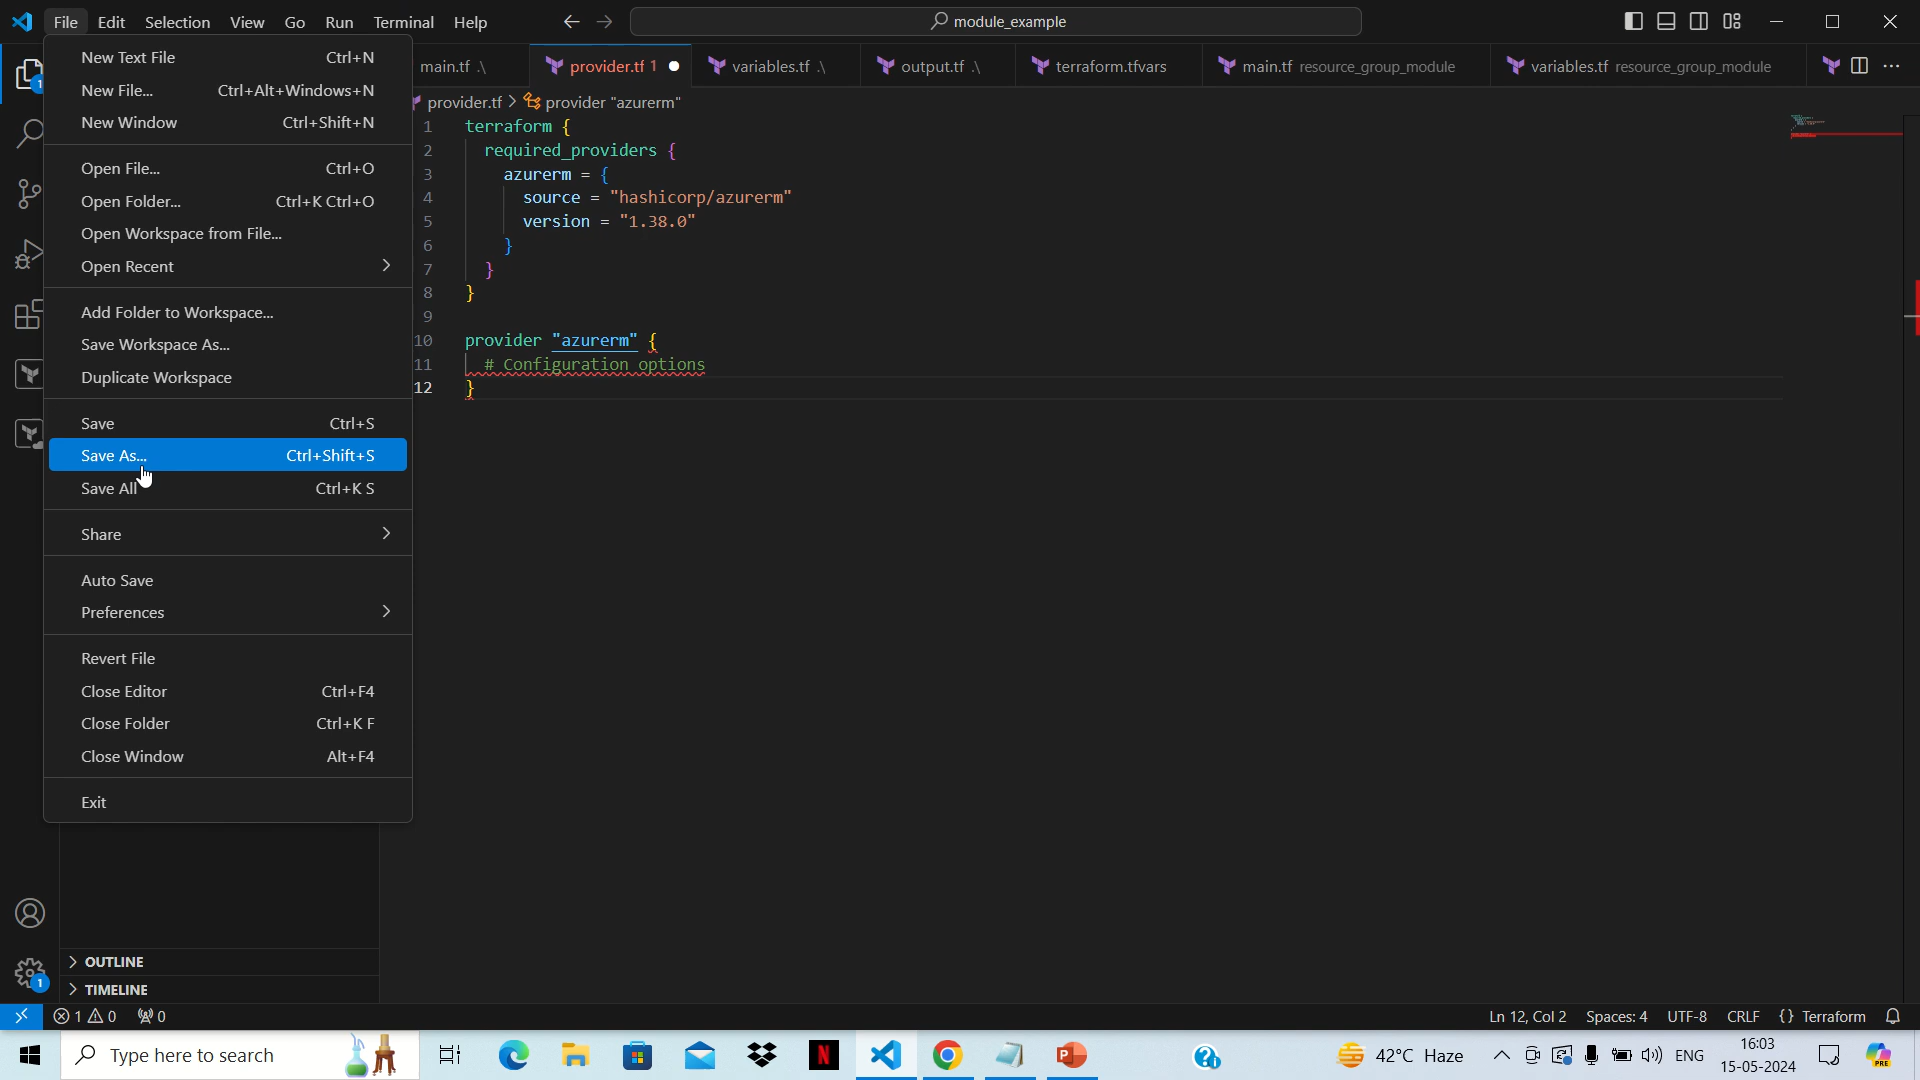 File Edit Selection View Go Run Terminal Help
module_example
New Text File Ctrl+N
New File... Ctrl+Alt+Windows+N
New Window Ctrl+Shift+N
Open File... Ctrl+O
Open Folder... Ctrl+K Ctrl+O
Open Workspace from File...
Open Recent
Add Folder to Workspace...
Save Workspace As...
Duplicate Workspace
Save Ctrl+S
Save As... Ctrl+Shift+S
Save All Ctrl+K S
Share
Auto Save
Preferences
Revert File
Close Editor Ctrl+F4
Close Folder Ctrl+K F
Close Window Alt+F4
Exit
main.tf .\ provider.tf 1 variables.tf .\ output.tf .\ terraform.tfvars main.tf resource_group_module variables.tf resource_group_module
provider.tf > provider "azurerm"
1 terraform {
2 required_providers {
3 azurerm = {
4 source = "hashicorp/azurerm"
5 version = "1.38.0"
6 }
7 }
8 }
9
10 provider "azurerm" {
11 # Configuration options
12 }
1
1
OUTLINE
TIMELINE
1 0 0
Ln 12, Col 2 Spaces: 4 UTF-8 CRLF {} Terraform
Type here to search
42°C Haze
ENG
16:03
15-05-2024
PRE